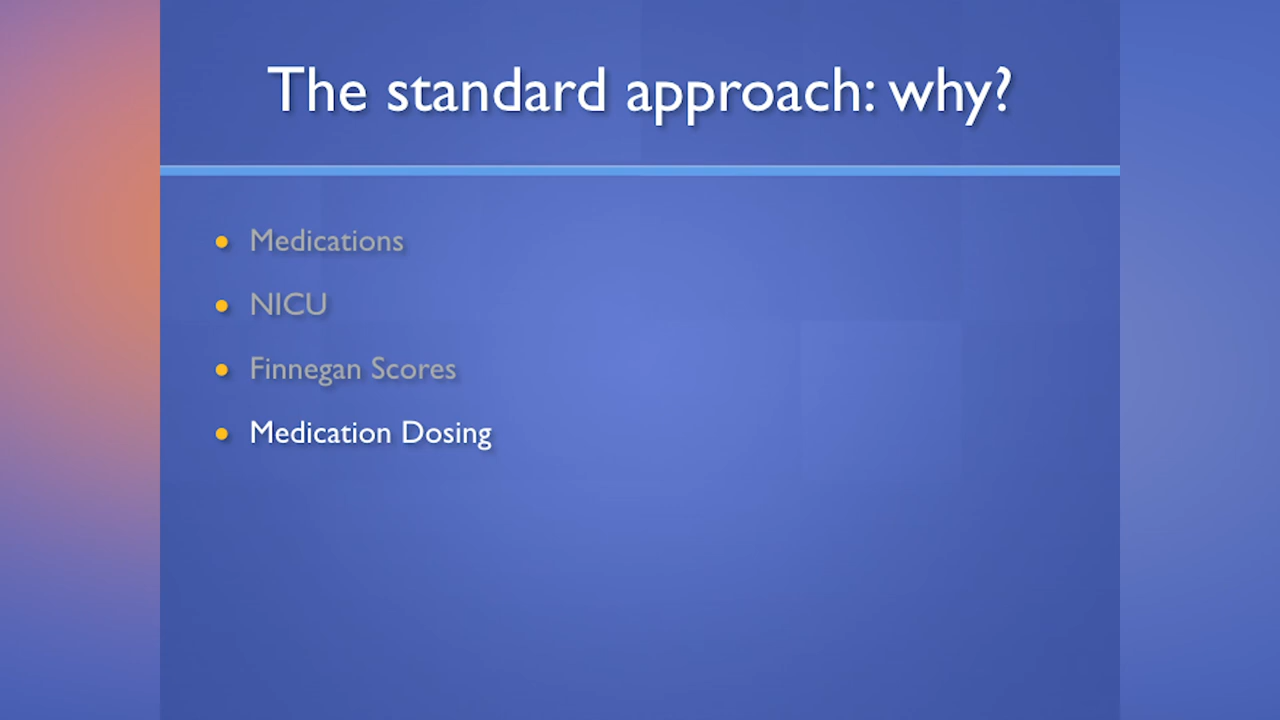 The standard approach: why?
Medications
NICU
Finnegan Scores
Medication Dosing